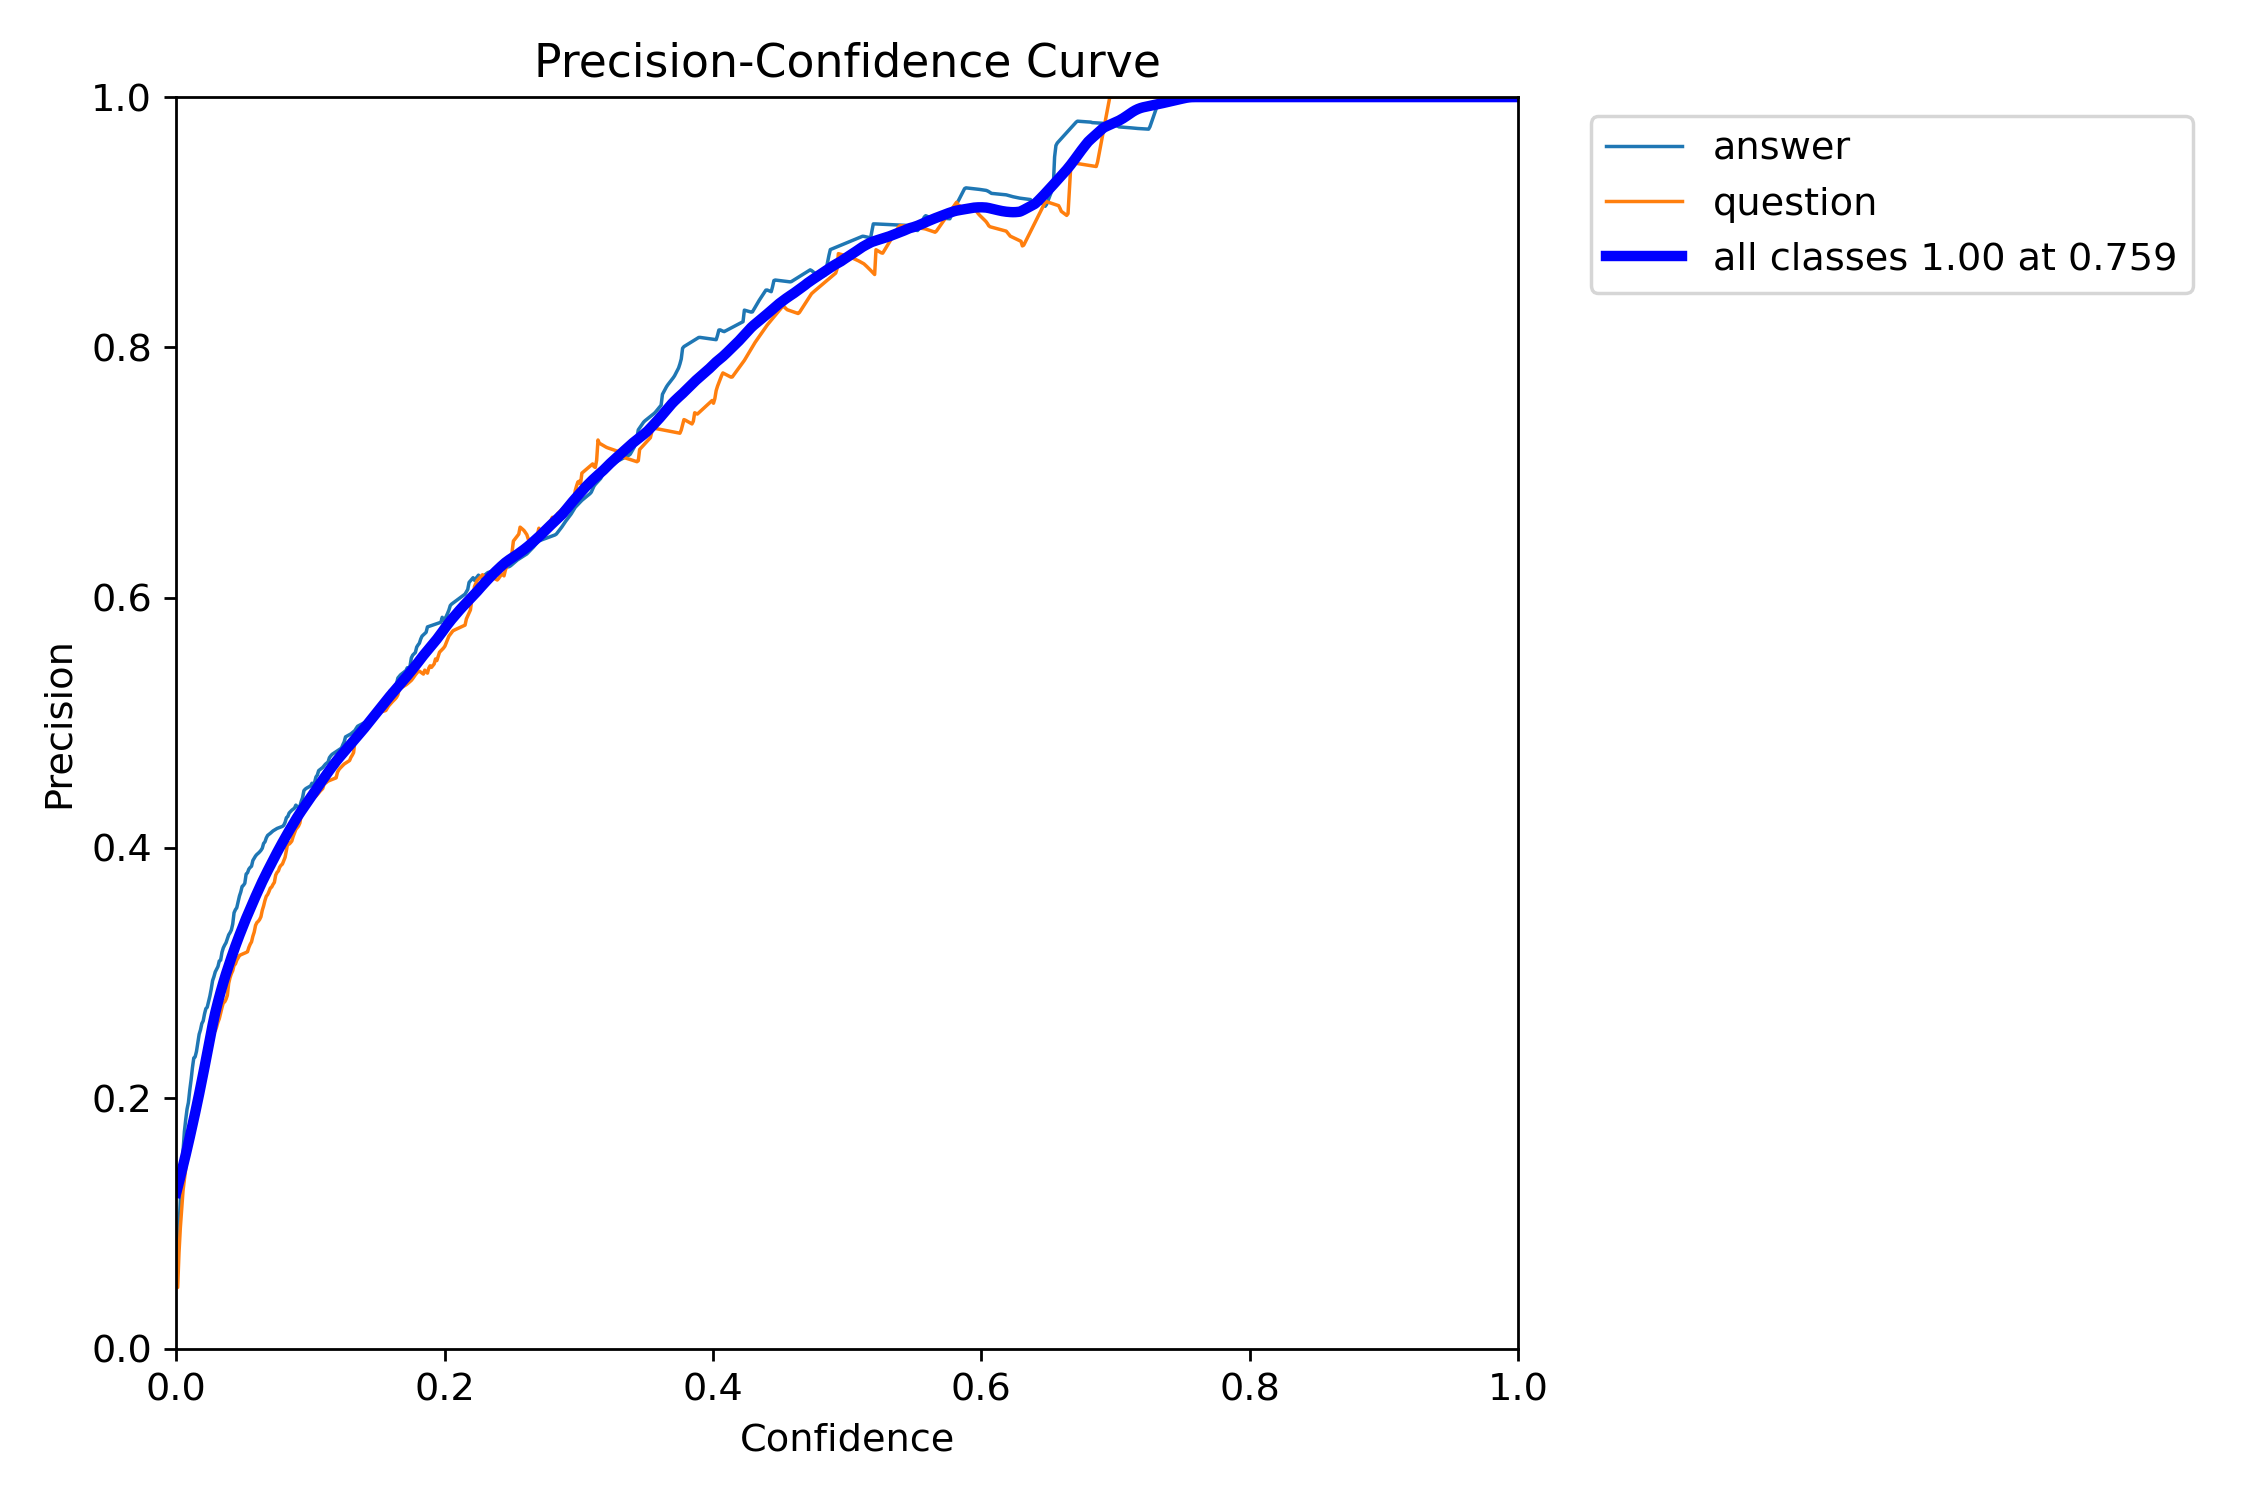 Precision-Confidence Curve
1.0
0.8
0.6
0.4
0.2
0.0
Precision
0.0 0.2 0.4 0.6 0.8 1.0
Confidence
answer
question
all classes 1.00 at 0.759